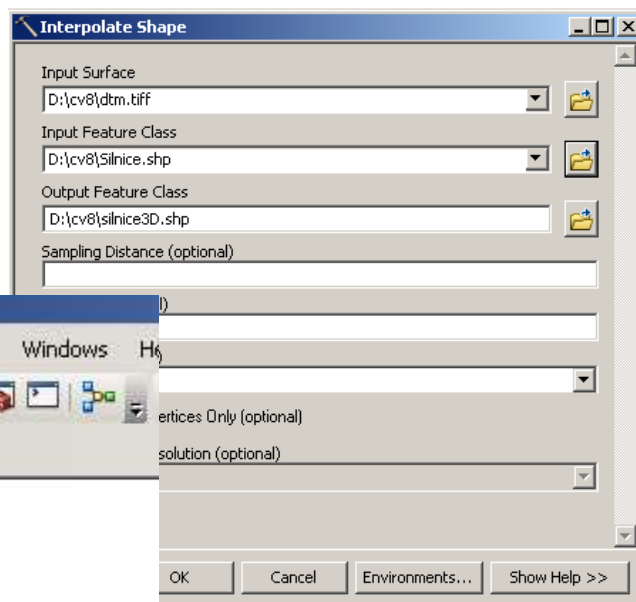 Interpolate Shape
Input Surface
D:\cv8\dtm.tiff
Input Feature Class
D:\cv8\Silnice.shp
Output Feature Class
D:\cv8\silnice3D.shp
Sampling Distance (optional)
l)
Windows
)
ertices Only (optional)
solution (optional)
OK Cancel Environments... Show Help >>